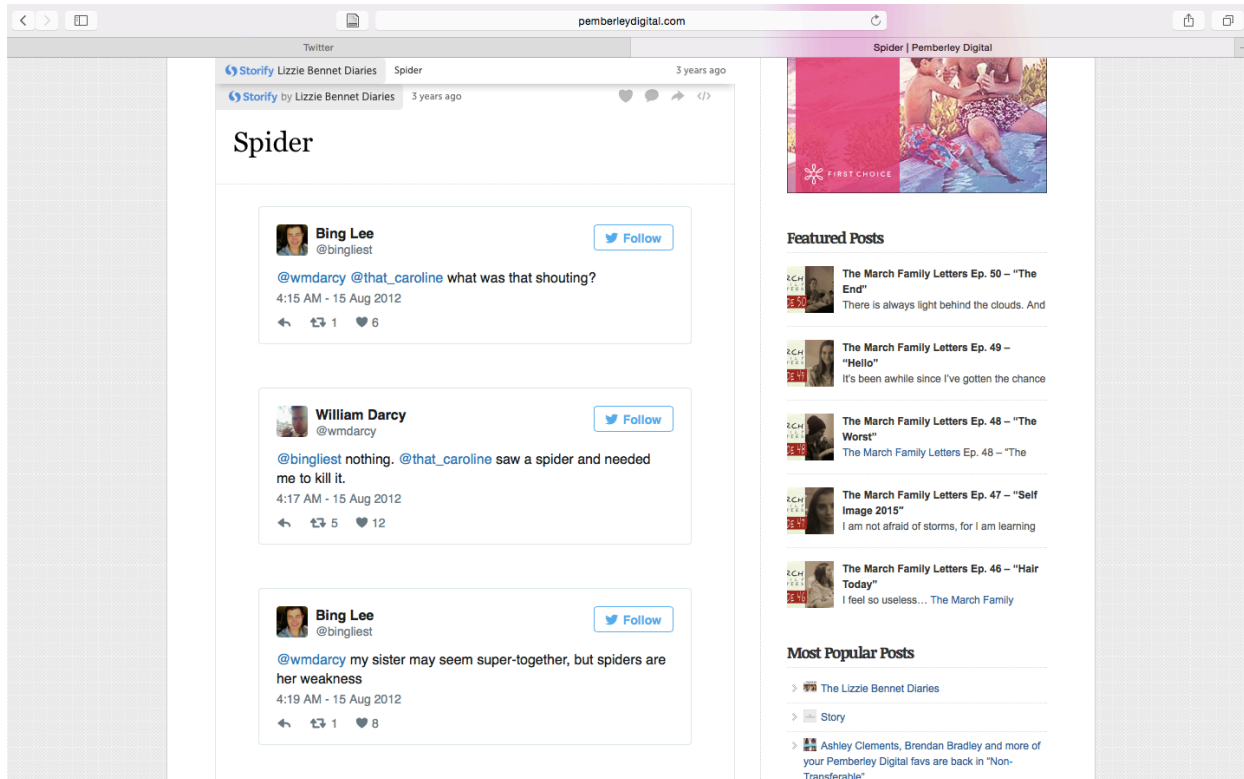 pemberleydigital.com
Twitter
Spider | Pemberley Digital
Storify Lizzie Bennet Diaries Spider 3 years ago
Storify by Lizzie Bennet Diaries 3 years ago
Spider
Bing Lee
@bingliest
Follow
@wmdarcy @that_caroline what was that shouting?
4:15 AM - 15 Aug 2012
1 6
William Darcy
@wmdarcy
Follow
@bingliest nothing. @that_caroline saw a spider and needed
me to kill it.
4:17 AM - 15 Aug 2012
5 12
Bing Lee
@bingliest
Follow
@wmdarcy my sister may seem super-together, but spiders are
her weakness
4:19 AM - 15 Aug 2012
1 8
FIRST CHOICE
Featured Posts
The March Family Letters Ep. 50 – “The
End”
There is always light behind the clouds. And
The March Family Letters Ep. 49 –
“Hello”
It's been awhile since I've gotten the chance
The March Family Letters Ep. 48 – “The
Worst”
The March Family Letters Ep. 48 – “The
The March Family Letters Ep. 47 – “Self
Image 2015”
I am not afraid of storms, for I am learning
The March Family Letters Ep. 46 – “Hair
Today”
I feel so useless… The March Family
Most Popular Posts
The Lizzie Bennet Diaries
Story
Ashley Clements, Brendan Bradley and more of
your Pemberley Digital favs are back in “Non-
Transferable”